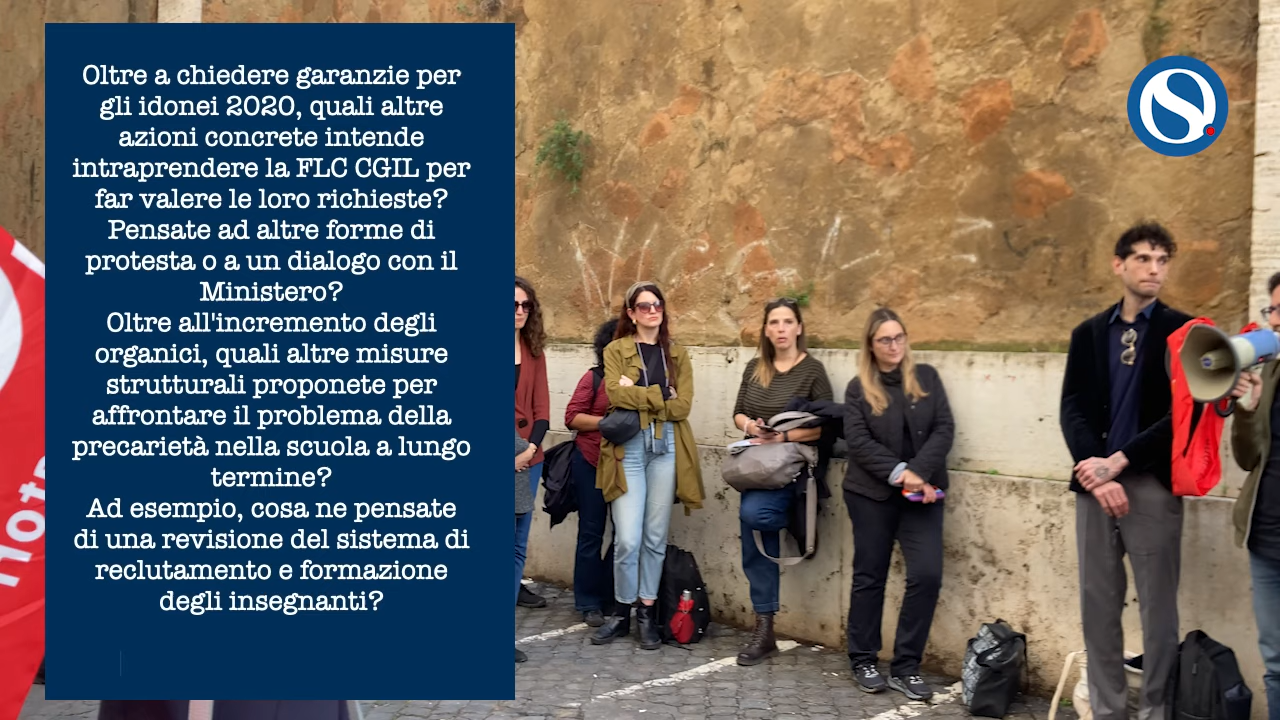 Oltre a chiedere garanzie per
gli idonei 2020, quali altre
azioni concrete intende
intraprendere la FLC CGIL per
far valere le loro richieste?
Pensate ad altre forme di
protesta o a un dialogo con il
Ministero?
Oltre all'incremento degli
organici, quali altre misure
strutturali proponete per
affrontare il problema della
precarietà nella scuola a lungo
termine?
Ad esempio, cosa ne pensate
di una revisione del sistema di
reclutamento e formazione
degli insegnanti?
S.